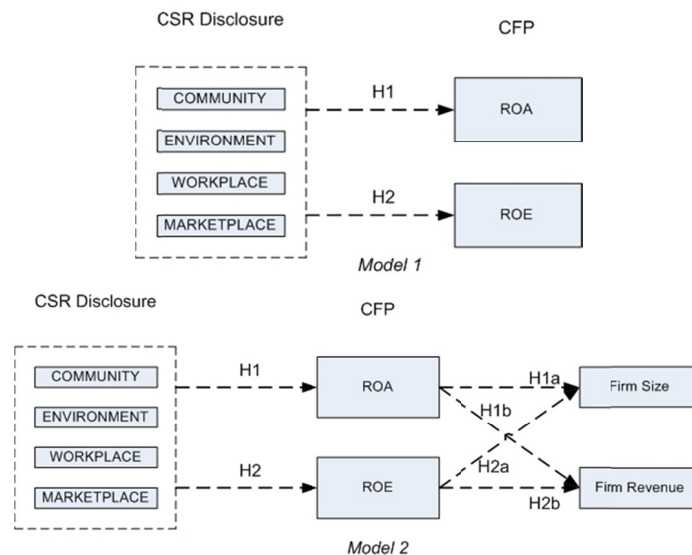 CSR Disclosure
CFP
COMMUNITY
ENVIRONMENT
WORKPLACE
MARKETPLACE
H1
H2
ROA
ROE
Model 1
CSR Disclosure
CFP
COMMUNITY
ENVIRONMENT
WORKPLACE
MARKETPLACE
H1
H2
ROA
ROE
H1a
H1b
H2a
H2b
Firm Size
Firm Revenue
Model 2